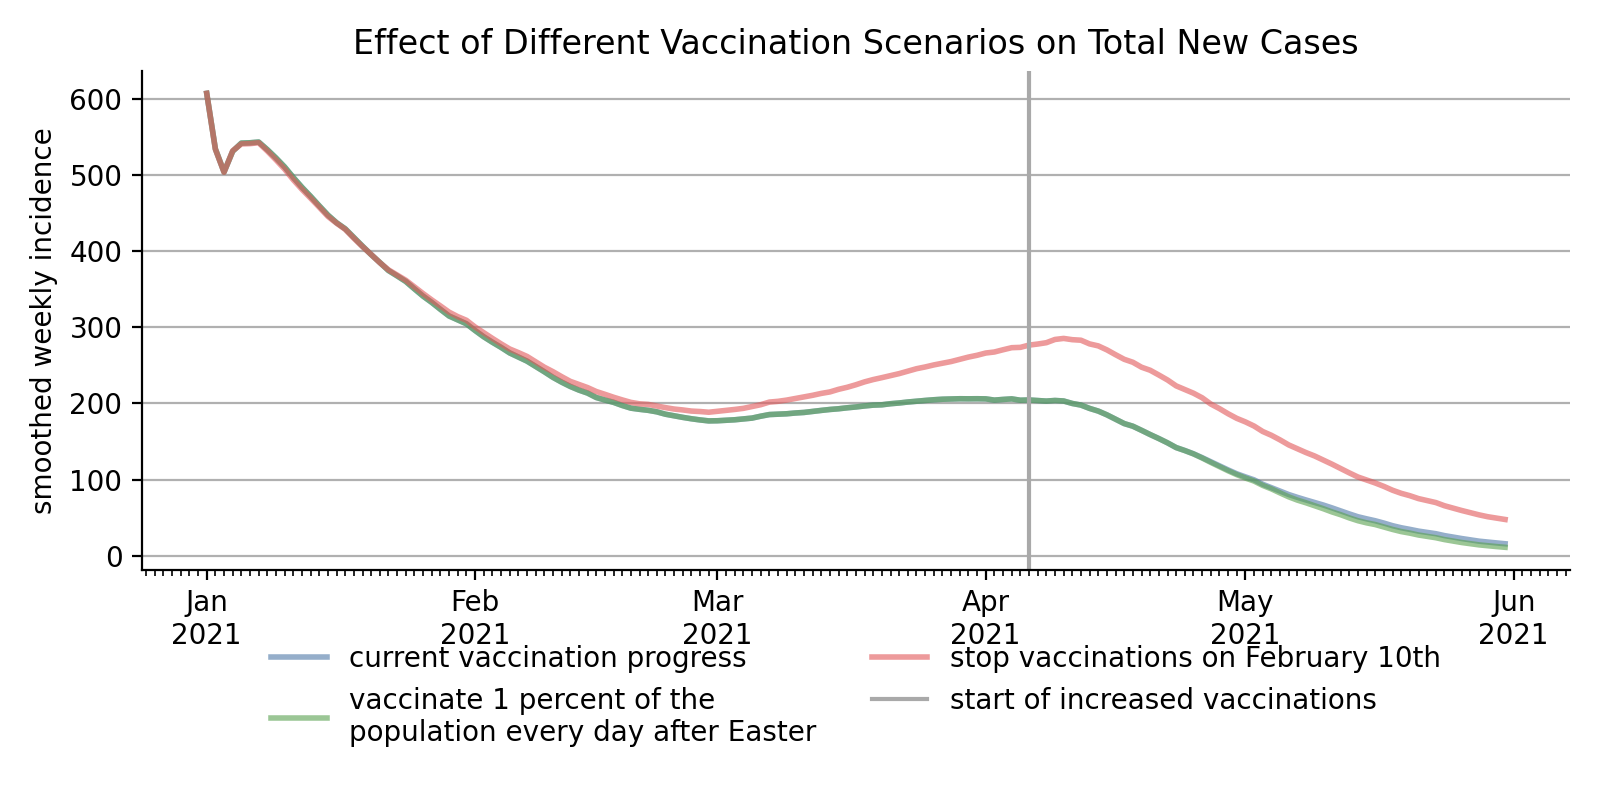 Effect of Different Vaccination Scenarios on Total New Cases
smoothed weekly incidence
600
500
400
300
200
100
0
Jan Feb Mar Apr May Jun
2021 2021 2021 2021 2021 2021
current vaccination progress
vaccinate 1 percent of the
population every day after Easter
stop vaccinations on February 10th
start of increased vaccinations